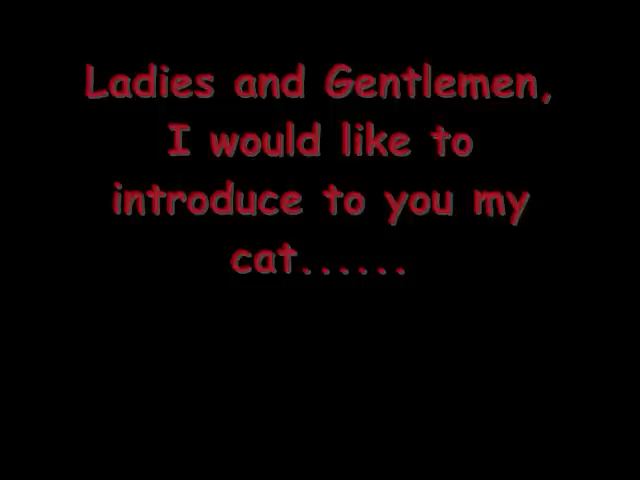 Ladies and Gentlemen,
I would like to
introduce to you my
cat......